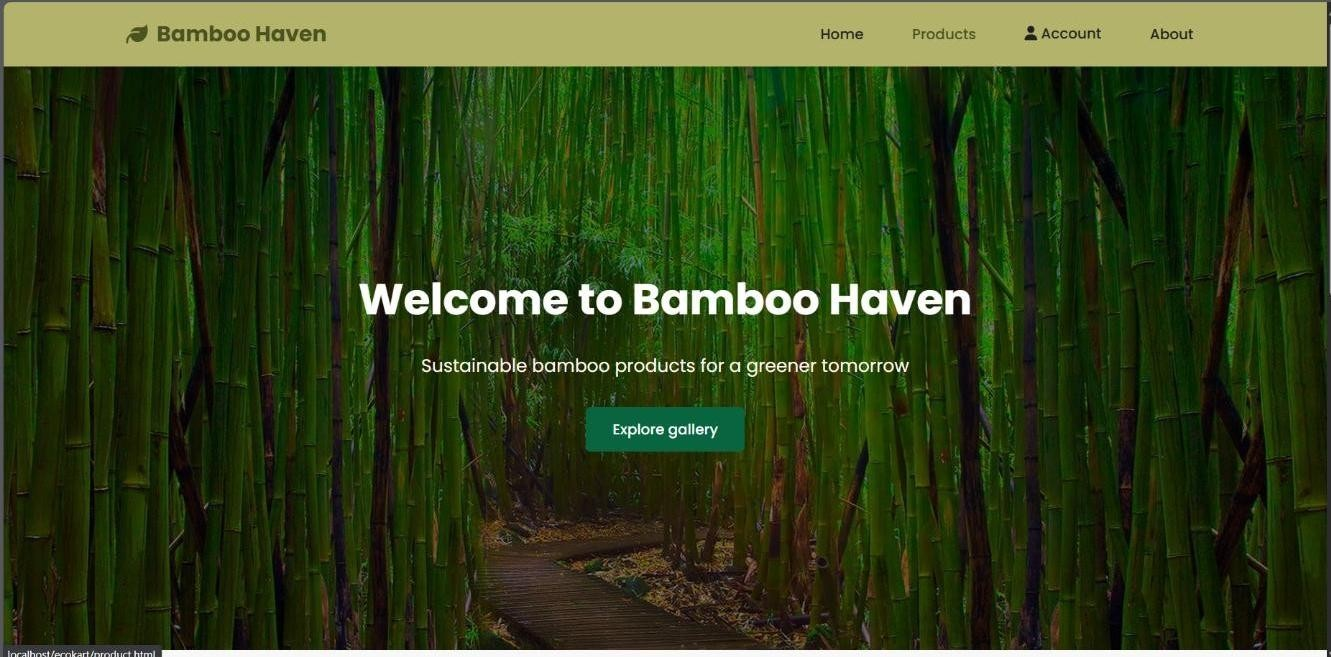 Bamboo Haven
Home Products Account About
Welcome to Bamboo Haven
Sustainable bamboo products for a greener tomorrow
Explore gallery
localhost/ecokart/product.html